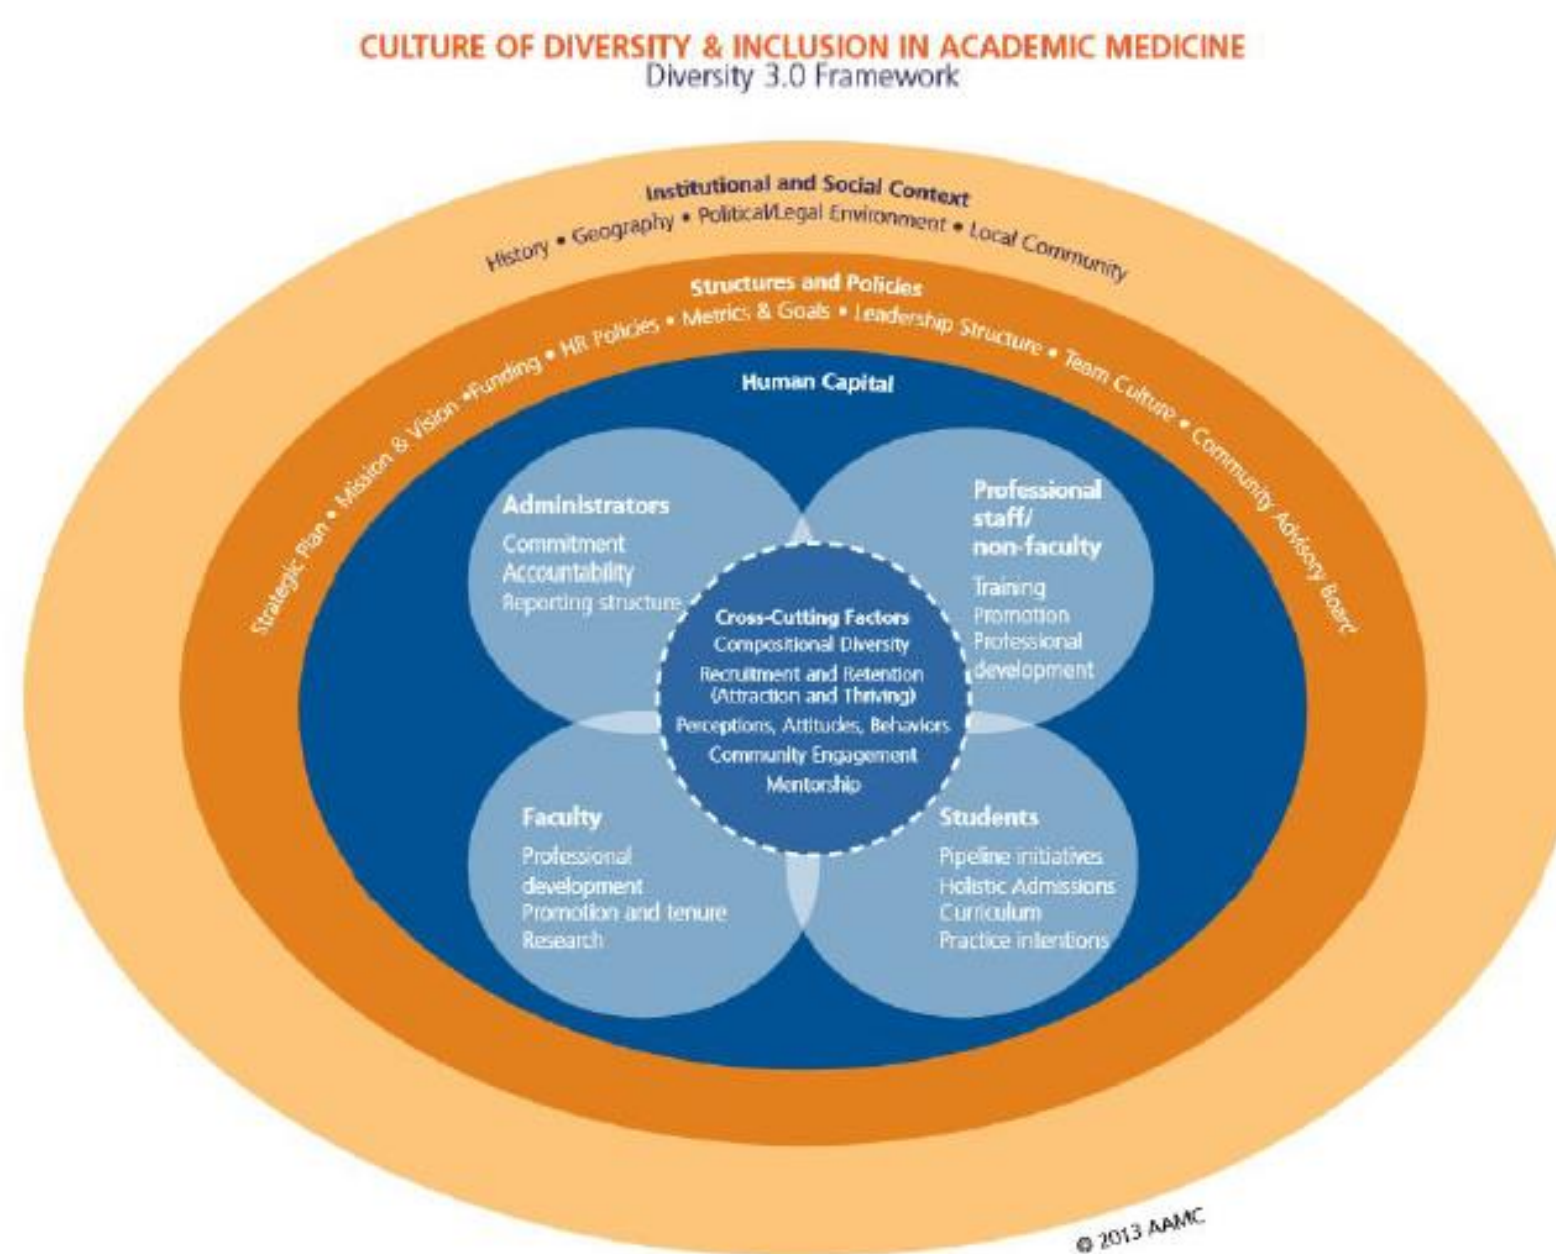 CULTURE OF DIVERSITY & INCLUSION IN ACADEMIC MEDICINE
Diversity 3.0 Framework
Institutional and Social Context
History • Geography • Political/Legal Environment • Local Community
Structures and Policies
Strategic Plan • Mission & Vision •Funding • HR Policies • Metrics & Goals • Leadership Structure • Team Culture • Community Advisory Board
Human Capital
Administrators
Commitment
Accountability
Reporting structure
Professional
staff/
non-faculty
Training
Promotion
Professional
development
Cross-Cutting Factors
Compositional Diversity
Recruitment and Retention
(Attraction and Thriving)
Perceptions, Attitudes, Behaviors
Community Engagement
Mentorship
Faculty
Professional
development
Promotion and tenure
Research
Students
Pipeline initiatives
Holistic Admissions
Curriculum
Practice intentions
© 2013 AAMC